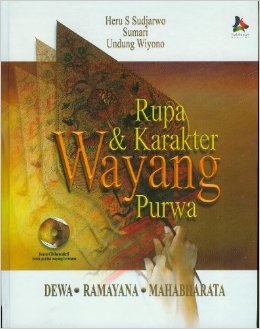 Heru S Sudjarwo
Sumari
Undung Wiyono
Rupa
& Karakter
Wayang
Purwa
DEWA • RAMAYANA • MAHABHARATA